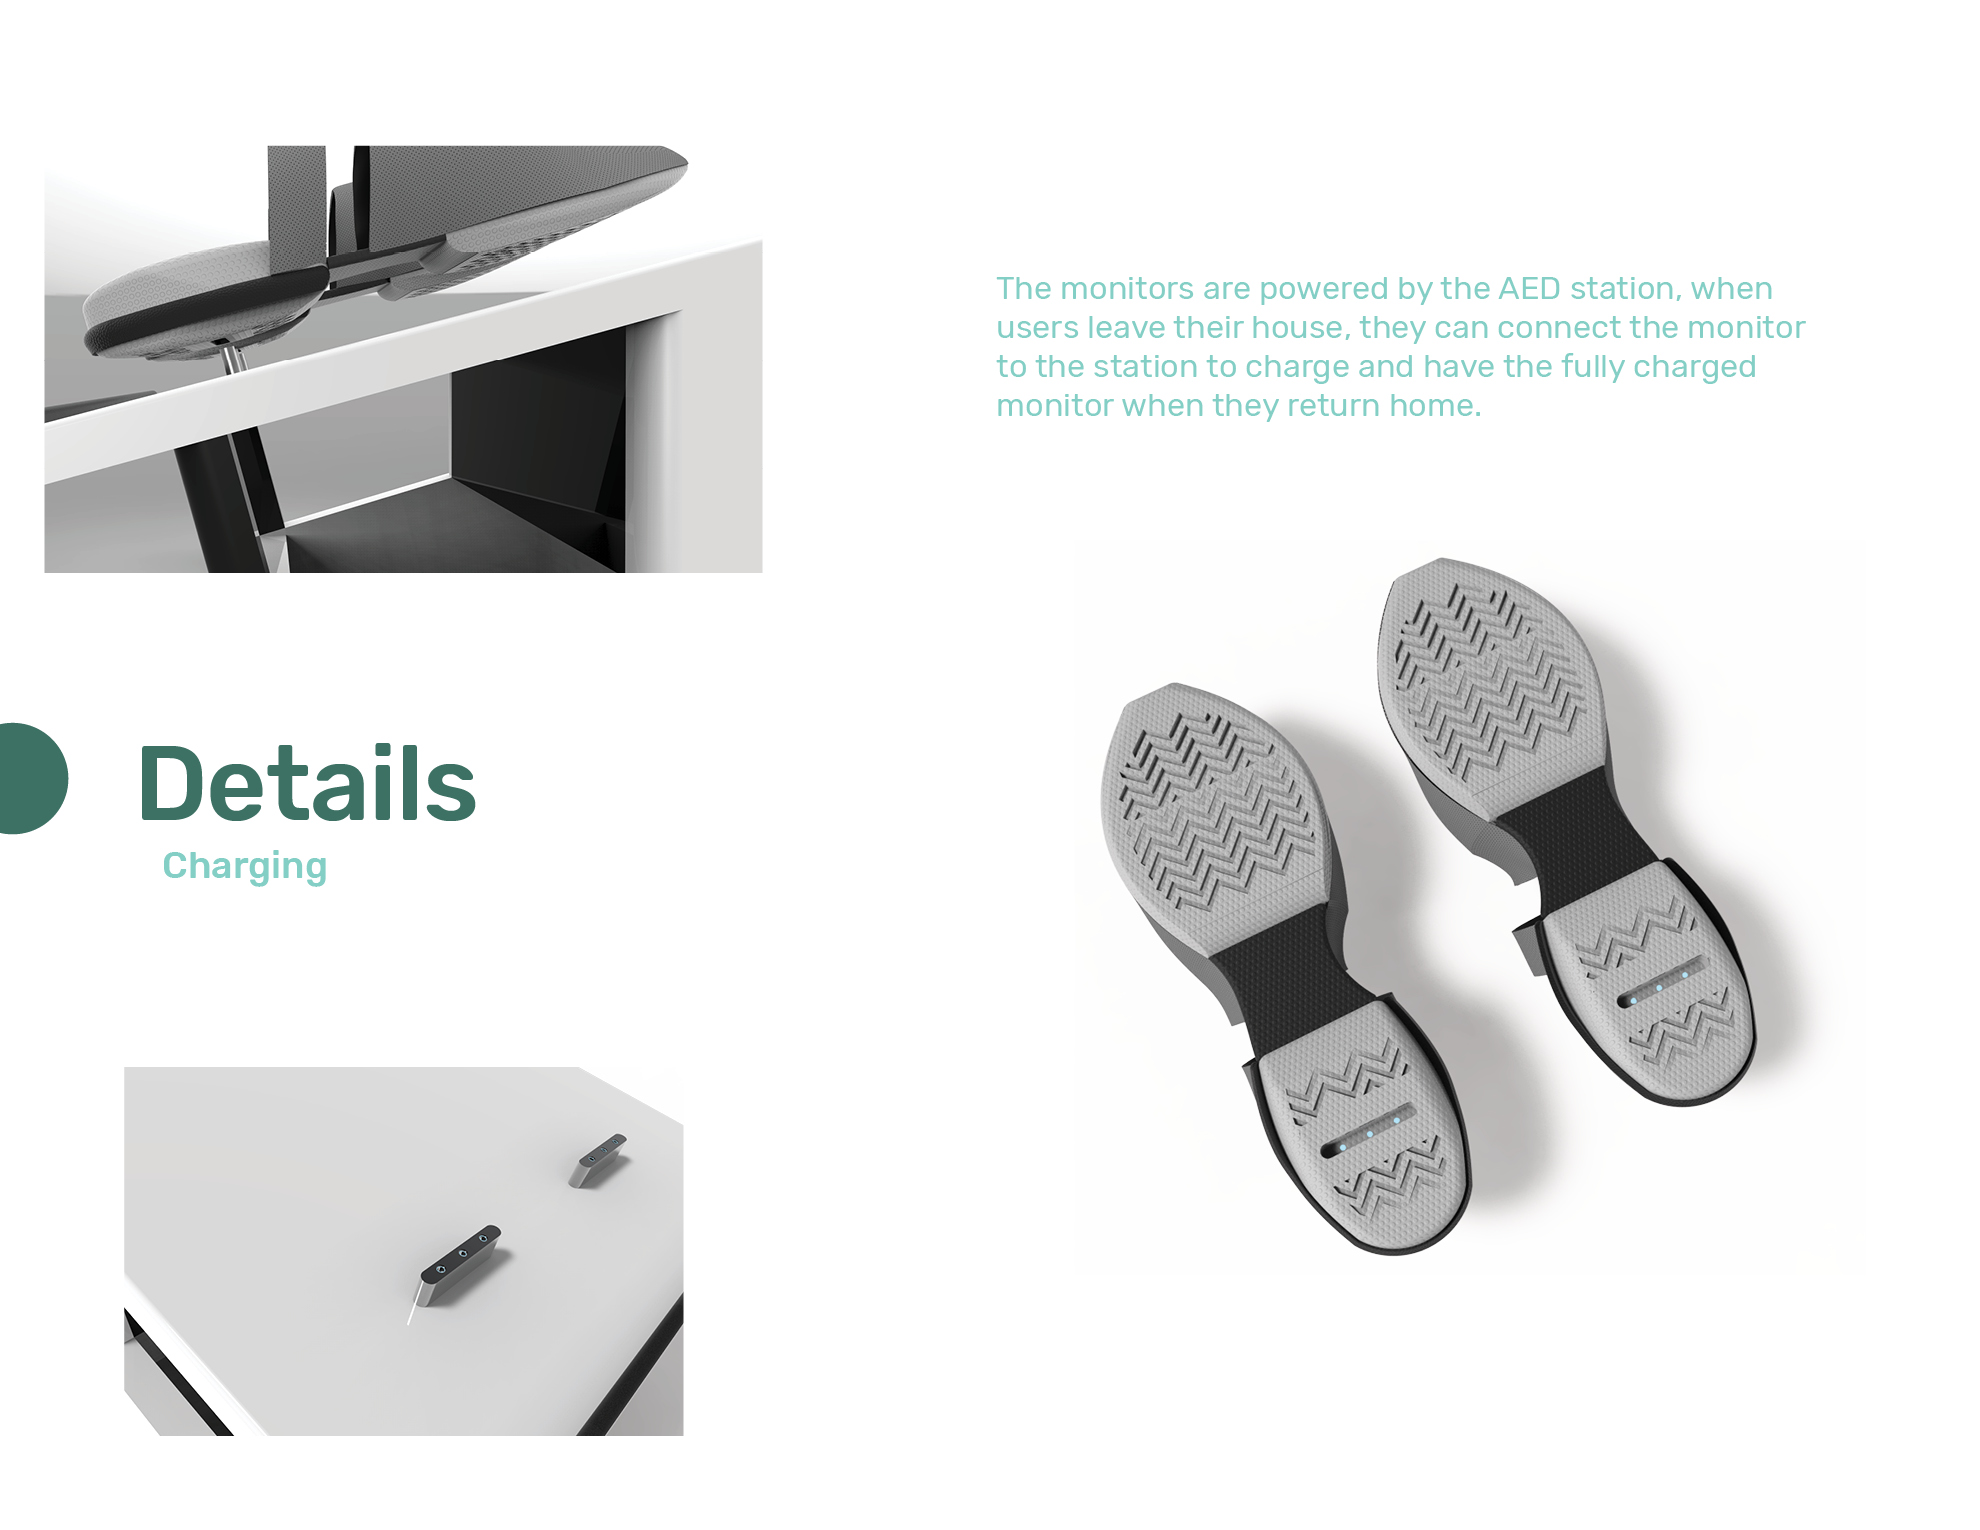 The monitors are powered by the AED station, when
users leave their house, they can connect the monitor
to the station to charge and have the fully charged
monitor when they return home.
Details
Charging